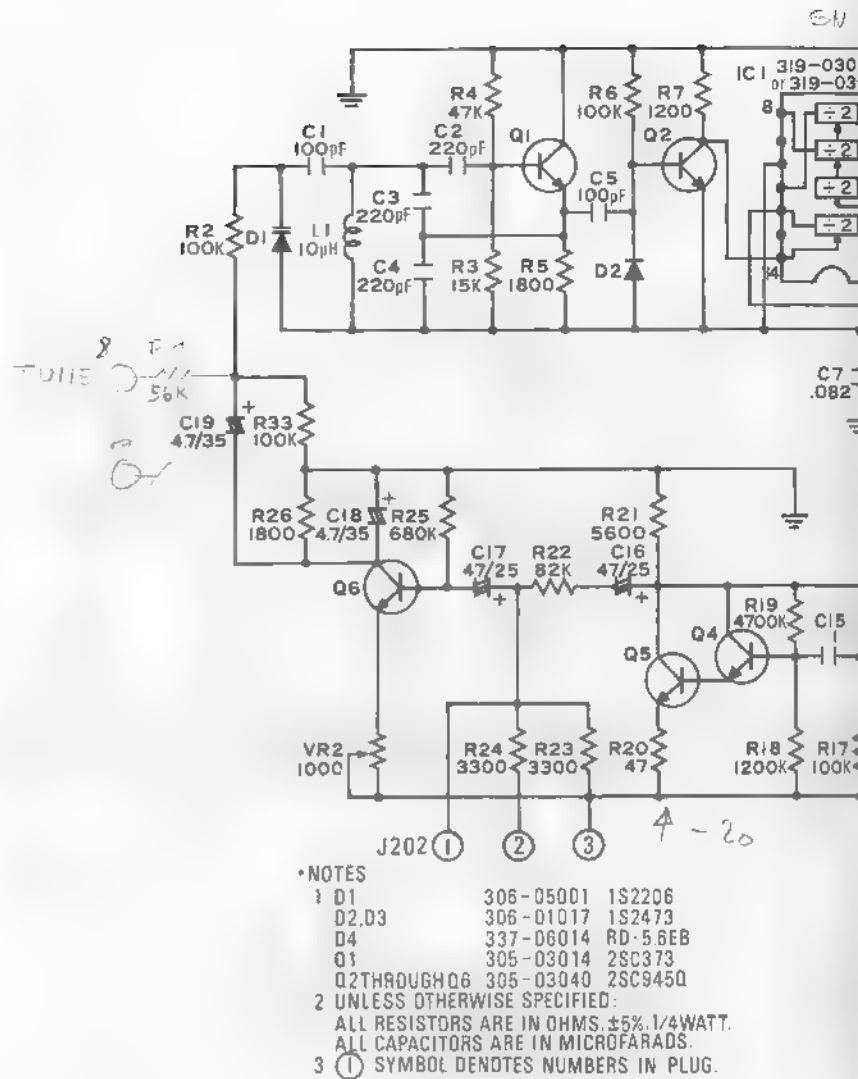 SN
IC1 319-030
or 319-03
R4
47K
R6
100K
R7
1200
8
÷2
C1
100pF
C2
220pF
Q1
Q2
÷2
C5
100pF
÷2
C3
220pF
R2
100K
D1
L1
10µH
÷2
C4
220pF
R3
15K
R5
1800
D2
14
TUNE 8
56K
C7
.082
C19
4.7/35
+
R33
100K
R26
1800
C18
4.7/35
+
R25
680K
R21
5600
C17
47/25
+
R22
82K
C16
47/25
+
Q6
R19
4700K
C15
.1
Q4
Q5
VR2
1000
R24
3300
R23
3300
R20
47
R18
1200K
R17
100K
J202 1 2 3
-20
•NOTES
1 D1 306-05001 1S2206
D2,D3 306-01017 1S2473
D4 337-06014 RD-5.6EB
Q1 305-03014 2SC373
Q2THROUGHQ6 305-03040 2SC945Q
2 UNLESS OTHERWISE SPECIFIED:
ALL RESISTORS ARE IN OHMS.±5%.1/4WATT.
ALL CAPACITORS ARE IN MICROFARADS.
3 1 SYMBOL DENOTES NUMBERS IN PLUG.